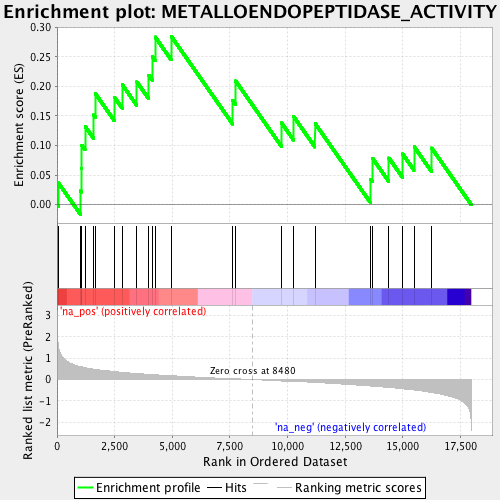 Enrichment plot: METALLOENDOPEPTIDASE_ACTIVITY
Enrichment score (ES)
0.30
0.25
0.20
0.15
0.10
0.05
0.00
'na_pos' (positively correlated)
Ranked list metric (PreRanked)
3
2
1
0
-1
-2
Zero cross at 8480
'na_neg' (negatively correlated)
0
2,500
5,000
7,500
10,000
12,500
15,000
17,500
Rank in Ordered Dataset
Enrichment profile
Hits
Ranking metric scores